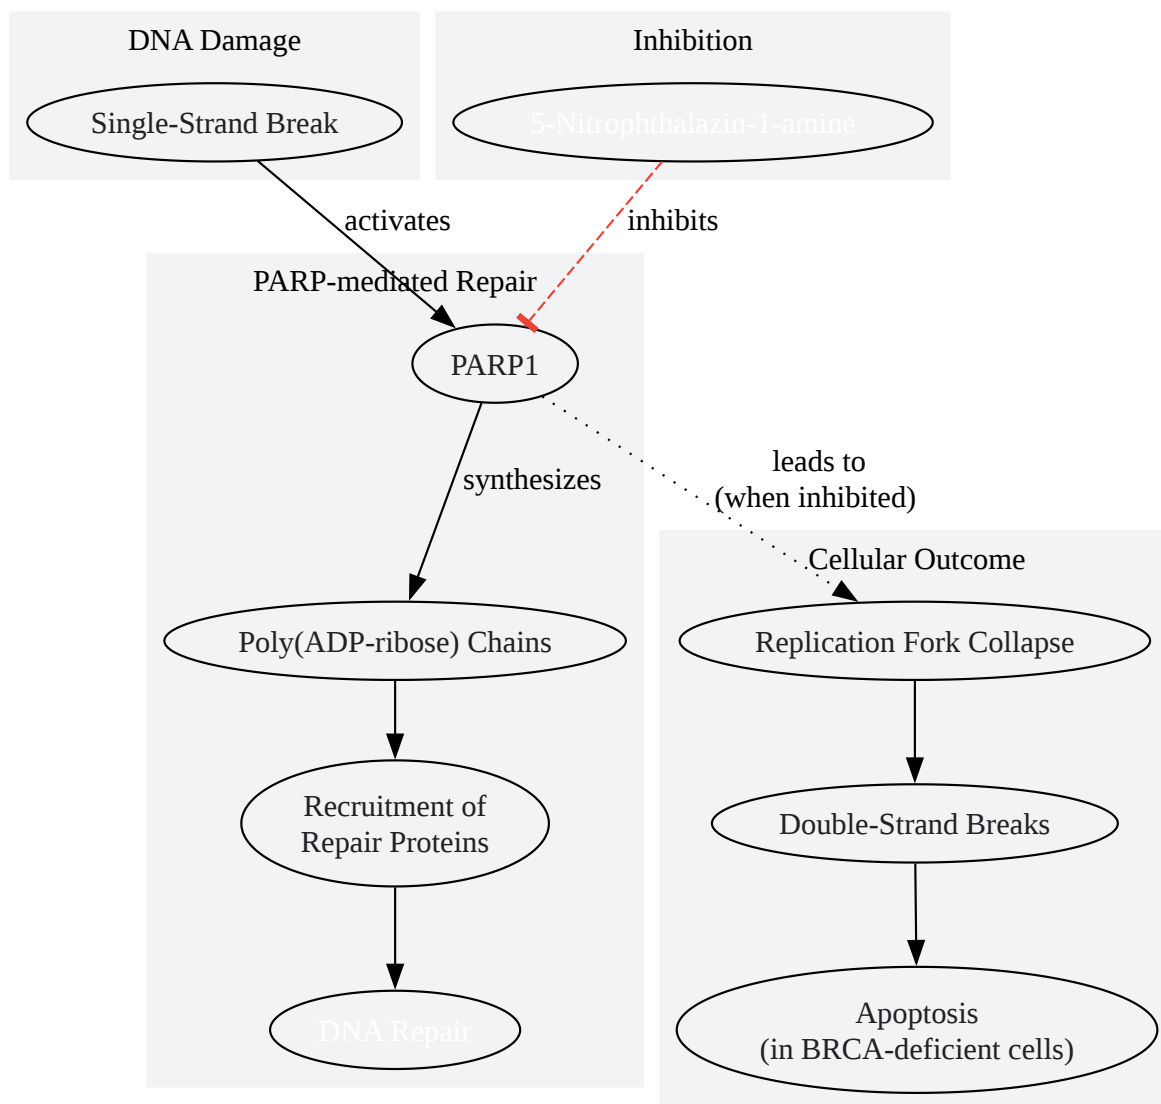 DNA Damage
Inhibition
Single-Strand Break
5-Nitrophthalazin-1-amine
activates
inhibits
PARP-mediated Repair
PARP1
leads to
(when inhibited)
synthesizes
Cellular Outcome
Poly(ADP-ribose) Chains
Replication Fork Collapse
Recruitment of
Repair Proteins
Double-Strand Breaks
DNA Repair
Apoptosis
(in BRCA-deficient cells)